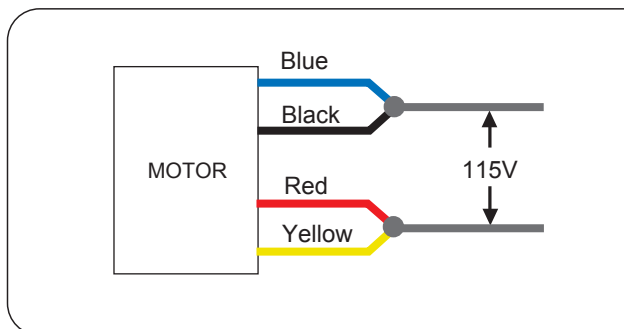 Blue
Black
MOTOR
115V
Red
Yellow